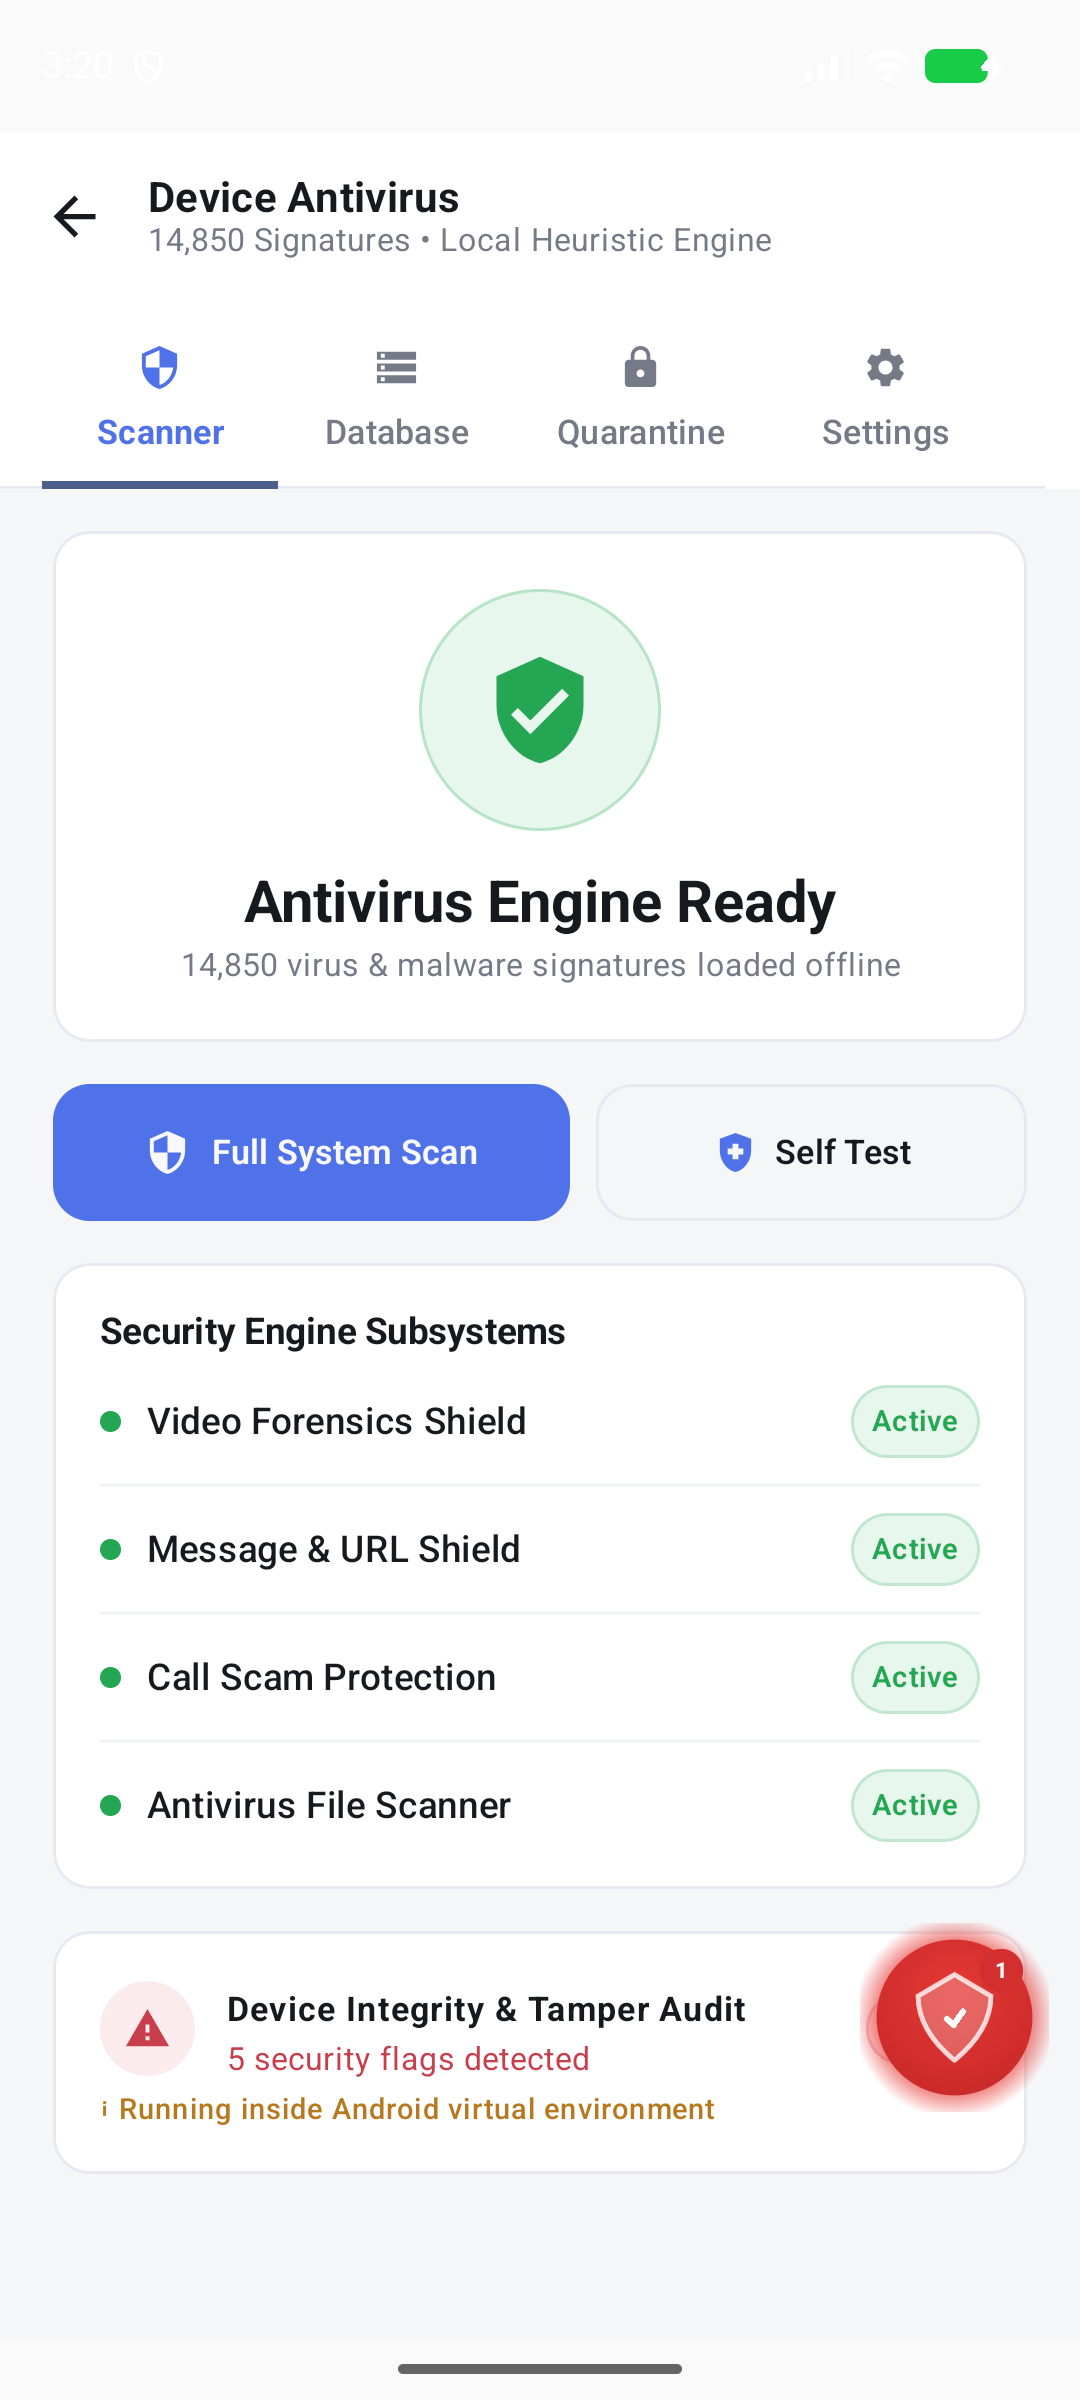 3:20
Device Antivirus
14,850 Signatures • Local Heuristic Engine
Scanner
Database
Quarantine
Settings
Antivirus Engine Ready
14,850 virus & malware signatures loaded offline
Full System Scan
Self Test
Security Engine Subsystems
Video Forensics Shield
Active
Message & URL Shield
Active
Call Scam Protection
Active
Antivirus File Scanner
Active
1
Device Integrity & Tamper Audit
5 security flags detected
Running inside Android virtual environment